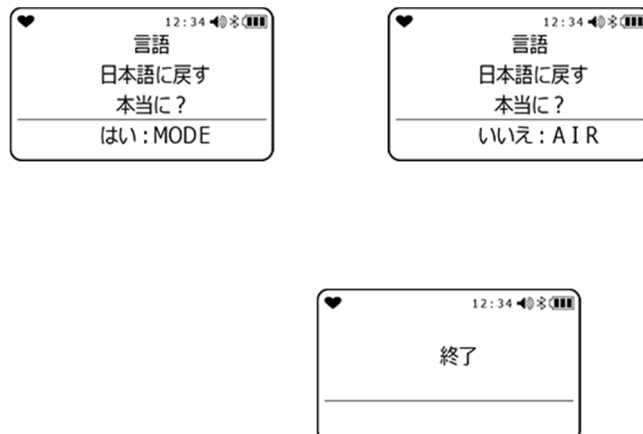 12:34
言語
日本語に戻す
本当に？
はい：MODE
12:34
言語
日本語に戻す
本当に？
いいえ：AIR
12:34
終了